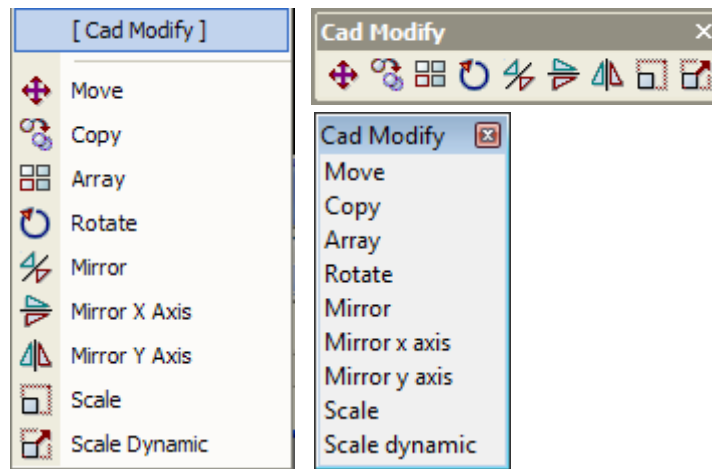 [ Cad Modify ]
Move
Copy
Array
Rotate
Mirror
Mirror X Axis
Mirror Y Axis
Scale
Scale Dynamic
Cad Modify
Cad Modify
Move
Copy
Array
Rotate
Mirror
Mirror x axis
Mirror y axis
Scale
Scale dynamic